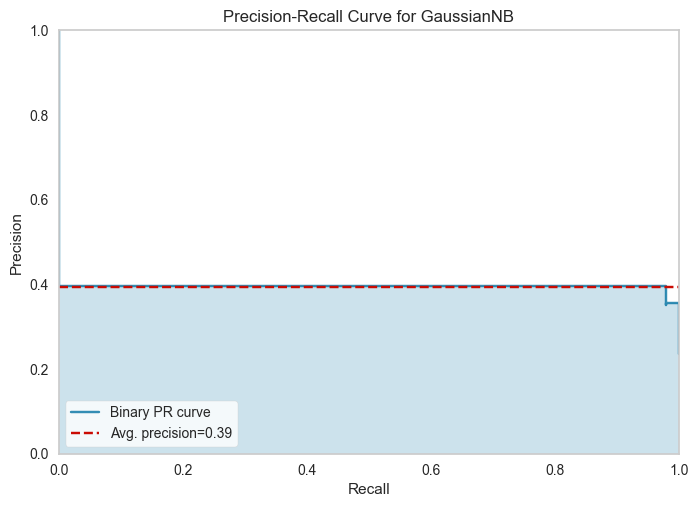 Precision-Recall Curve for GaussianNB
1.0
0.8
0.6
0.4
0.2
0.0
Precision
Binary PR curve
Avg. precision=0.39
0.0 0.2 0.4 0.6 0.8 1.0
Recall